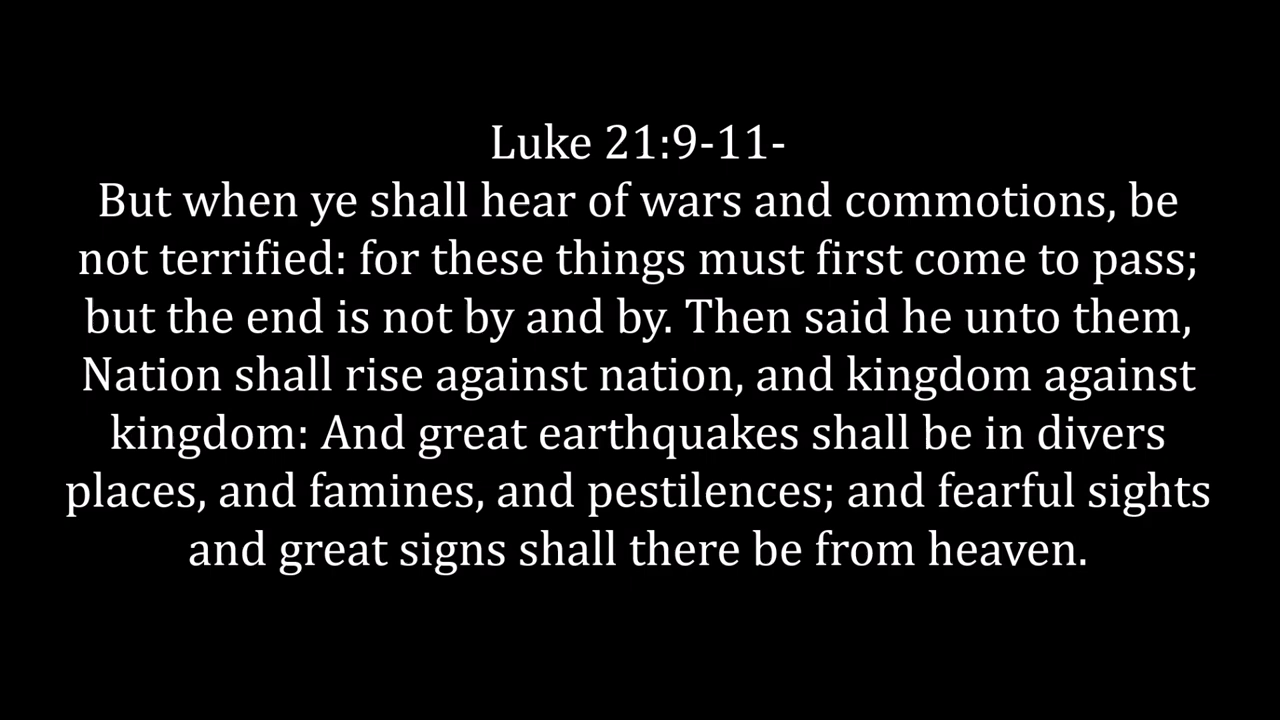 Luke 21:9-11-
But when ye shall hear of wars and commotions, be
not terrified: for these things must first come to pass;
but the end is not by and by. Then said he unto them,
Nation shall rise against nation, and kingdom against
kingdom: And great earthquakes shall be in divers
places, and famines, and pestilences; and fearful sights
and great signs shall there be from heaven.